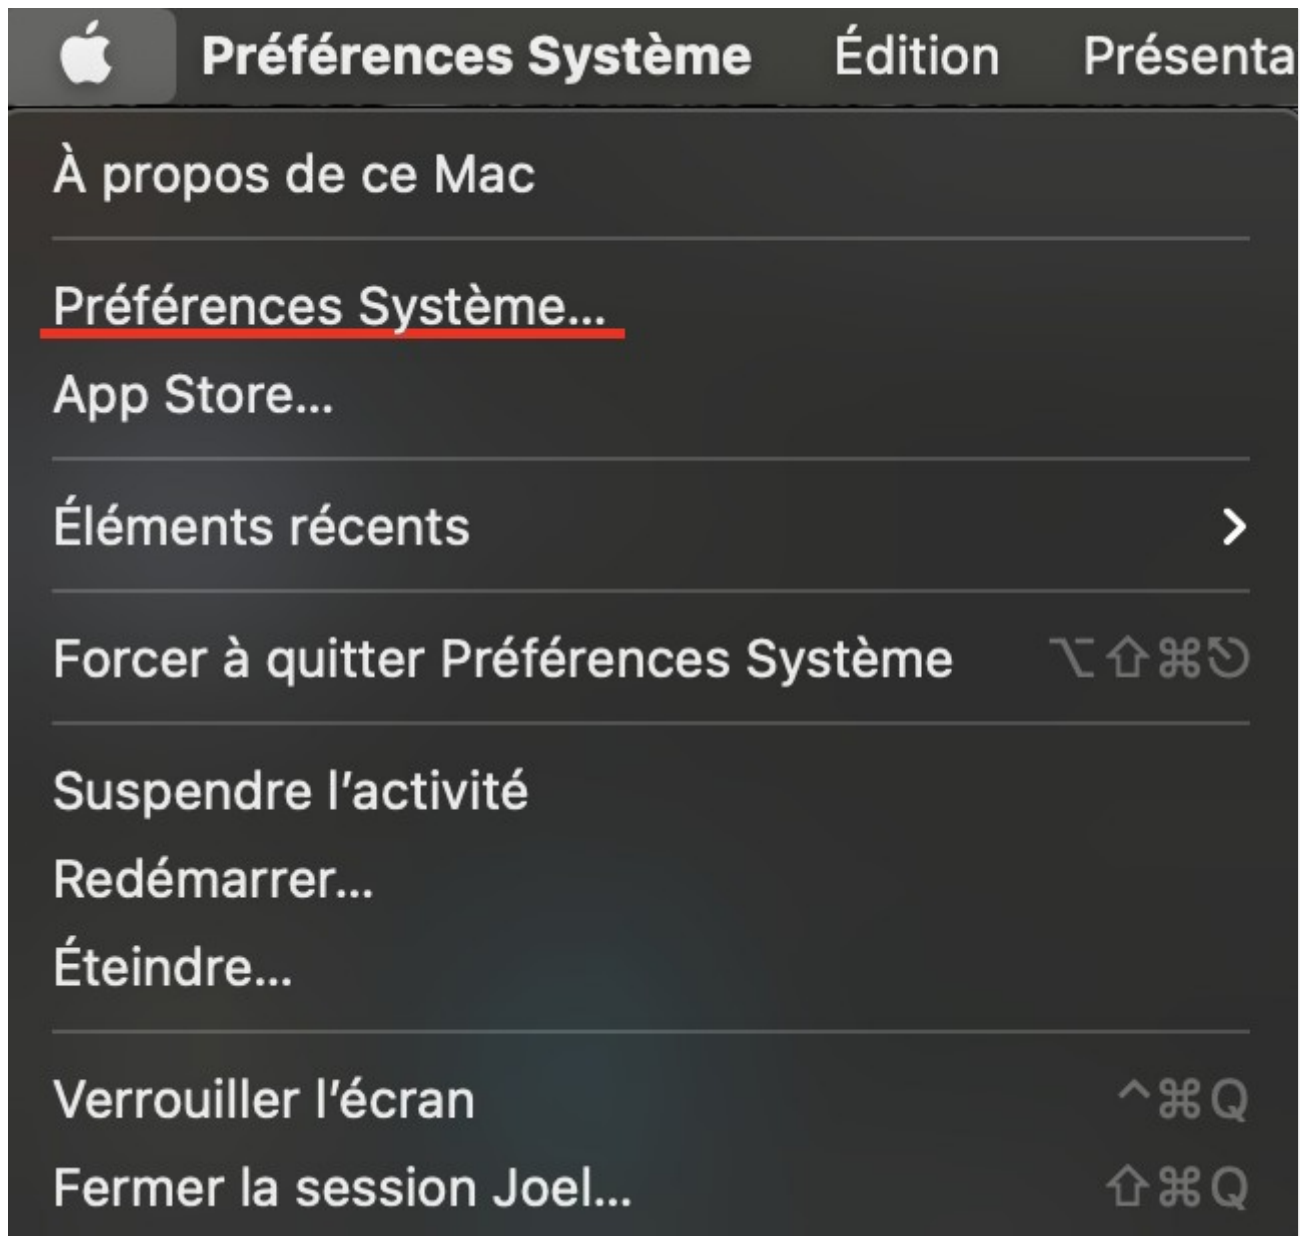 Préférences Système Édition Présenta
À propos de ce Mac
Préférences Système...
App Store...
Éléments récents
Forcer à quitter Préférences Système ⌥⇧⌘⎋
Suspendre l’activité
Redémarrer...
Éteindre...
Verrouiller l’écran ^⌘Q
Fermer la session Joel... ⇧⌘Q